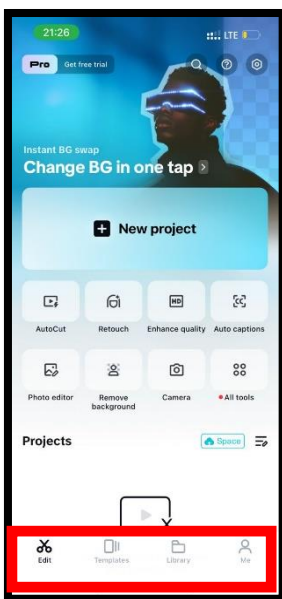 21:26
LTE
Pro Get free trial
Instant BG swap
Change BG in one tap
New project
AutoCut
Retouch
HD
Enhance quality
CC
Auto captions
Photo editor
Remove
background
Camera
All tools
Projects
Space
Edit
Templates
Library
Me